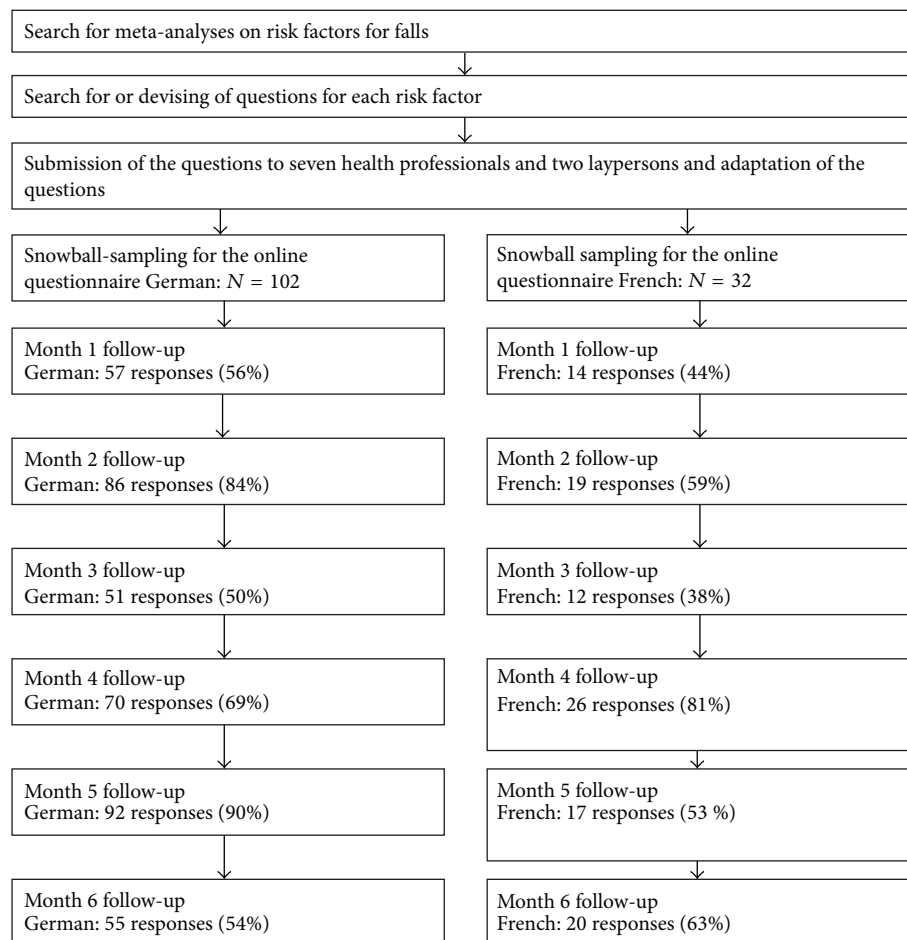 Search for meta-analyses on risk factors for falls
Search for or devising of questions for each risk factor
Submission of the questions to seven health professionals and two laypersons and adaptation of the
questions
Snowball-sampling for the online
questionnaire German: N = 102
Snowball sampling for the online
questionnaire French: N = 32
Month 1 follow-up
German: 57 responses (56%)
Month 1 follow-up
French: 14 responses (44%)
Month 2 follow-up
German: 86 responses (84%)
Month 2 follow-up
French: 19 responses (59%)
Month 3 follow-up
German: 51 responses (50%)
Month 3 follow-up
French: 12 responses (38%)
Month 4 follow-up
German: 70 responses (69%)
Month 4 follow-up
French: 26 responses (81%)
Month 5 follow-up
German: 92 responses (90%)
Month 5 follow-up
French: 17 responses (53 %)
Month 6 follow-up
German: 55 responses (54%)
Month 6 follow-up
French: 20 responses (63%)